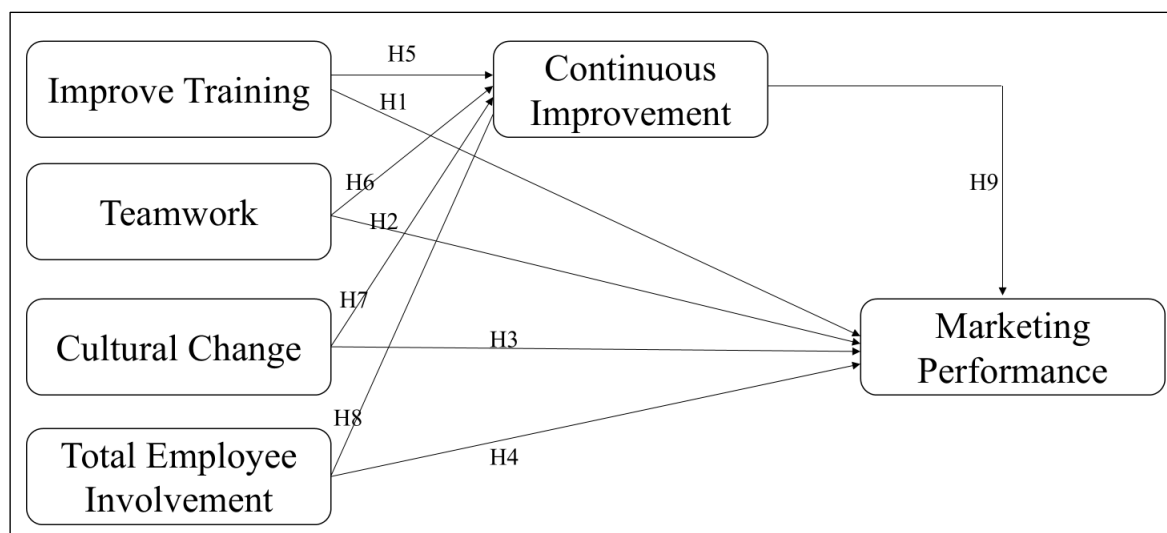 Improve Training
H5
Continuous
Improvement
H1
Teamwork
H6
H2
H9
Cultural Change
H7
H3
Marketing
Performance
Total Employee
Involvement
H8
H4